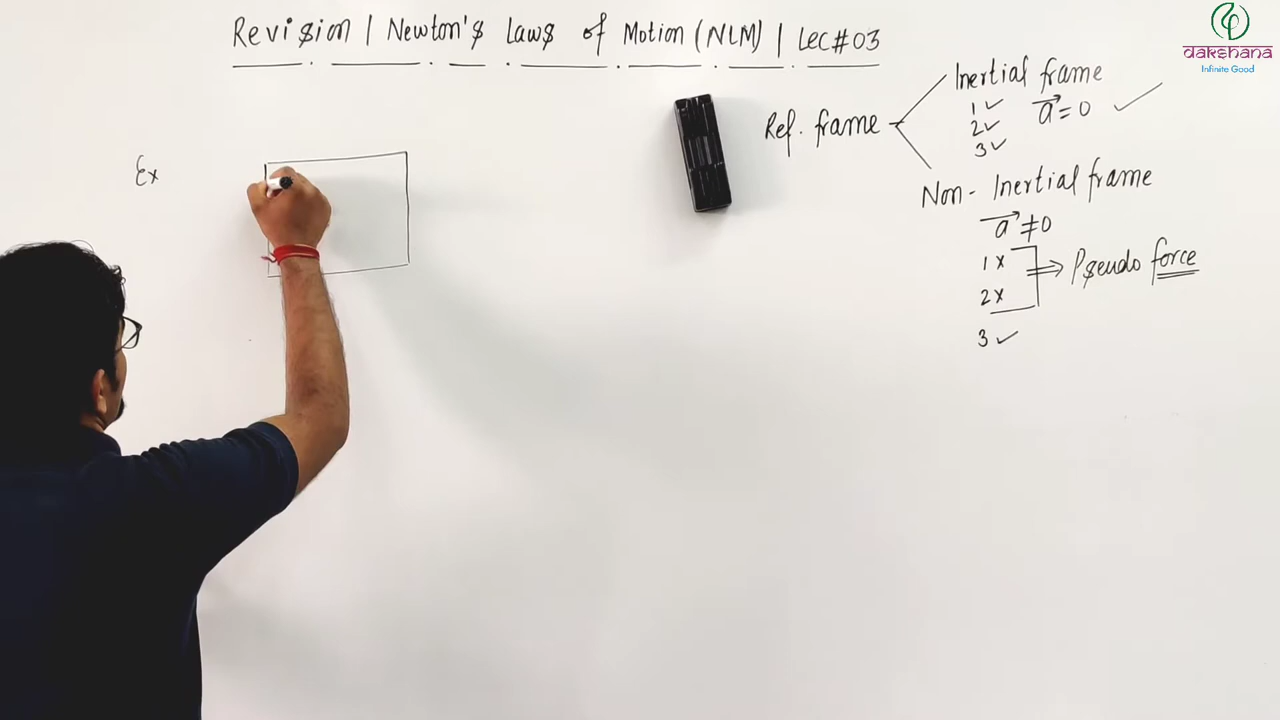 Revision | Newton's Laws of Motion (NLM) | Lec#03
dakshana
Infinite Good
Ref. frame
Inertial frame
1 ✓
2 ✓
3 ✓
a = 0 ✓
Non-Inertial frame
a ≠ 0
1 x
2 x
⇒ Pseudo force
3 ✓
Ex